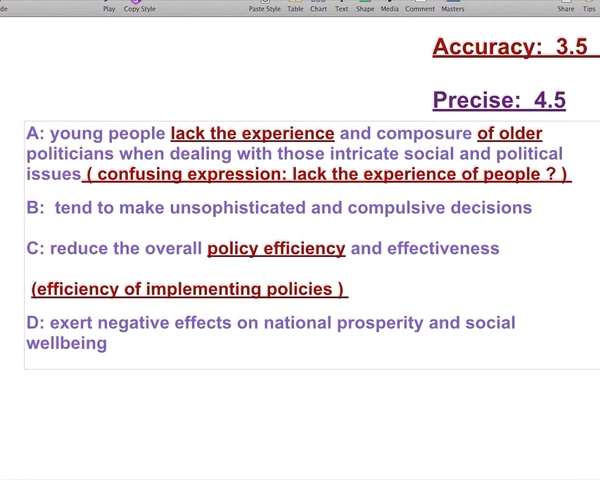 de Play Copy Style Paste Style Table Chart Text Shape Media Comment Masters Share Tips
Accuracy: 3.5
Precise: 4.5
A: young people lack the experience and composure of older
politicians when dealing with those intricate social and political
issues ( confusing expression: lack the experience of people ? )
B: tend to make unsophisticated and compulsive decisions
C: reduce the overall policy efficiency and effectiveness
(efficiency of implementing policies )
D: exert negative effects on national prosperity and social
wellbeing